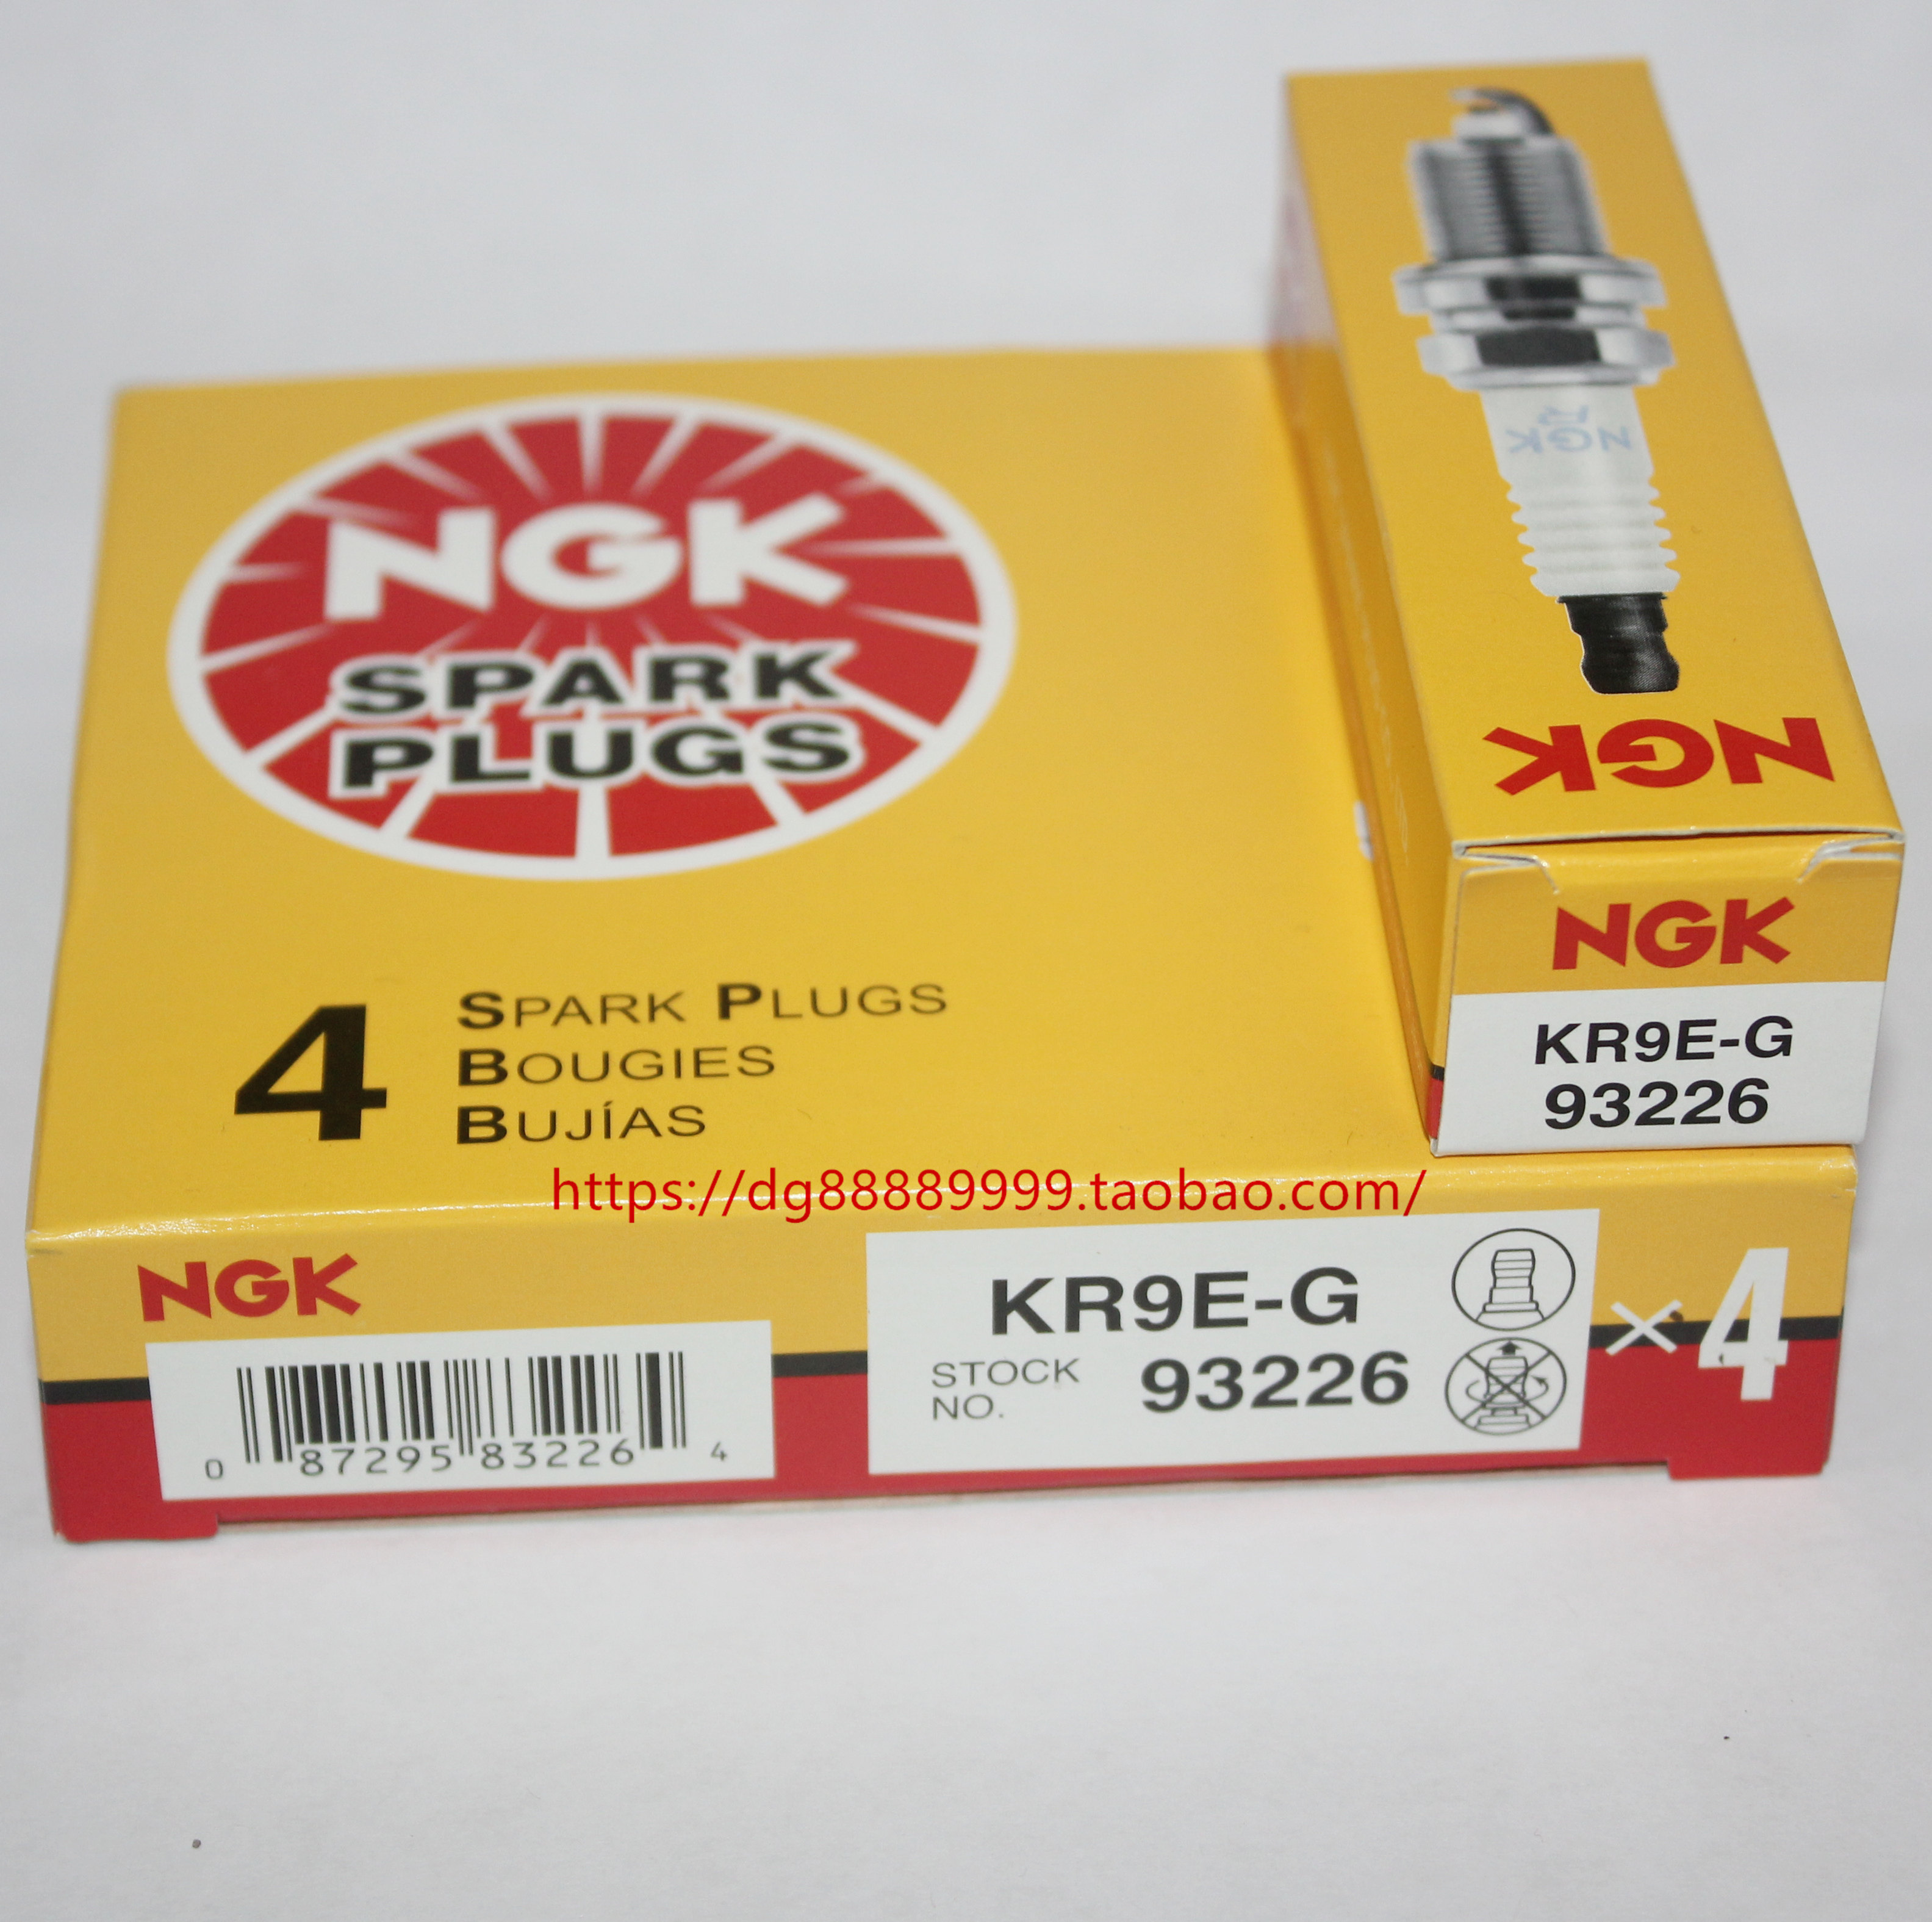 NGK
SPARK
PLUGS
4
SPARK PLUGS
BOUGIES
BUJÍAS
NGK
NGK
NGK
KR9E-G
93226
https://dg88889999.taobao.com/
NGK
0 87295 83226 4
KR9E-G
STOCK
NO. 93226
×4